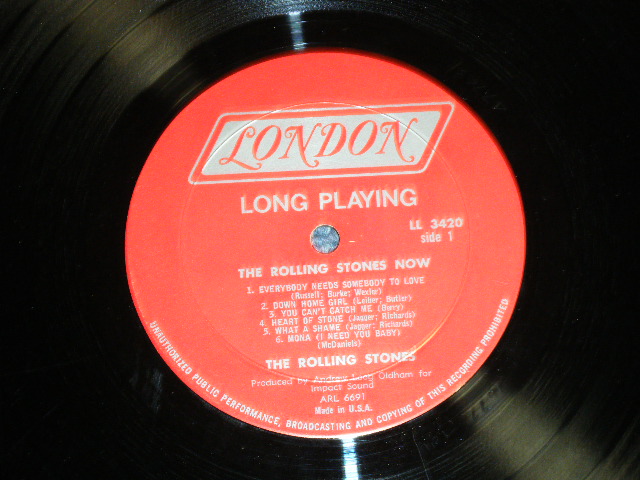 LONDON
LONG PLAYING
LL 3420
side 1
THE ROLLING STONES NOW
1. EVERYBODY NEEDS SOMEBODY TO LOVE
(Russell; Burke; Wexler)
2. DOWN HOME GIRL (Leiber; Butler)
3. YOU CAN'T CATCH ME (Berry)
4. HEART OF STONE (Jagger; Richards)
5. WHAT A SHAME (Jagger; Richards)
6. MONA (I NEED YOU BABY)
(McDaniels)
THE ROLLING STONES
Produced by Andrew Loog Oldham for
Impact Sound
ARL 6691
Made in U.S.A.
UNAUTHORIZED PUBLIC PERFORMANCE, BROADCASTING AND COPYING OF THIS RECORDING PROHIBITED